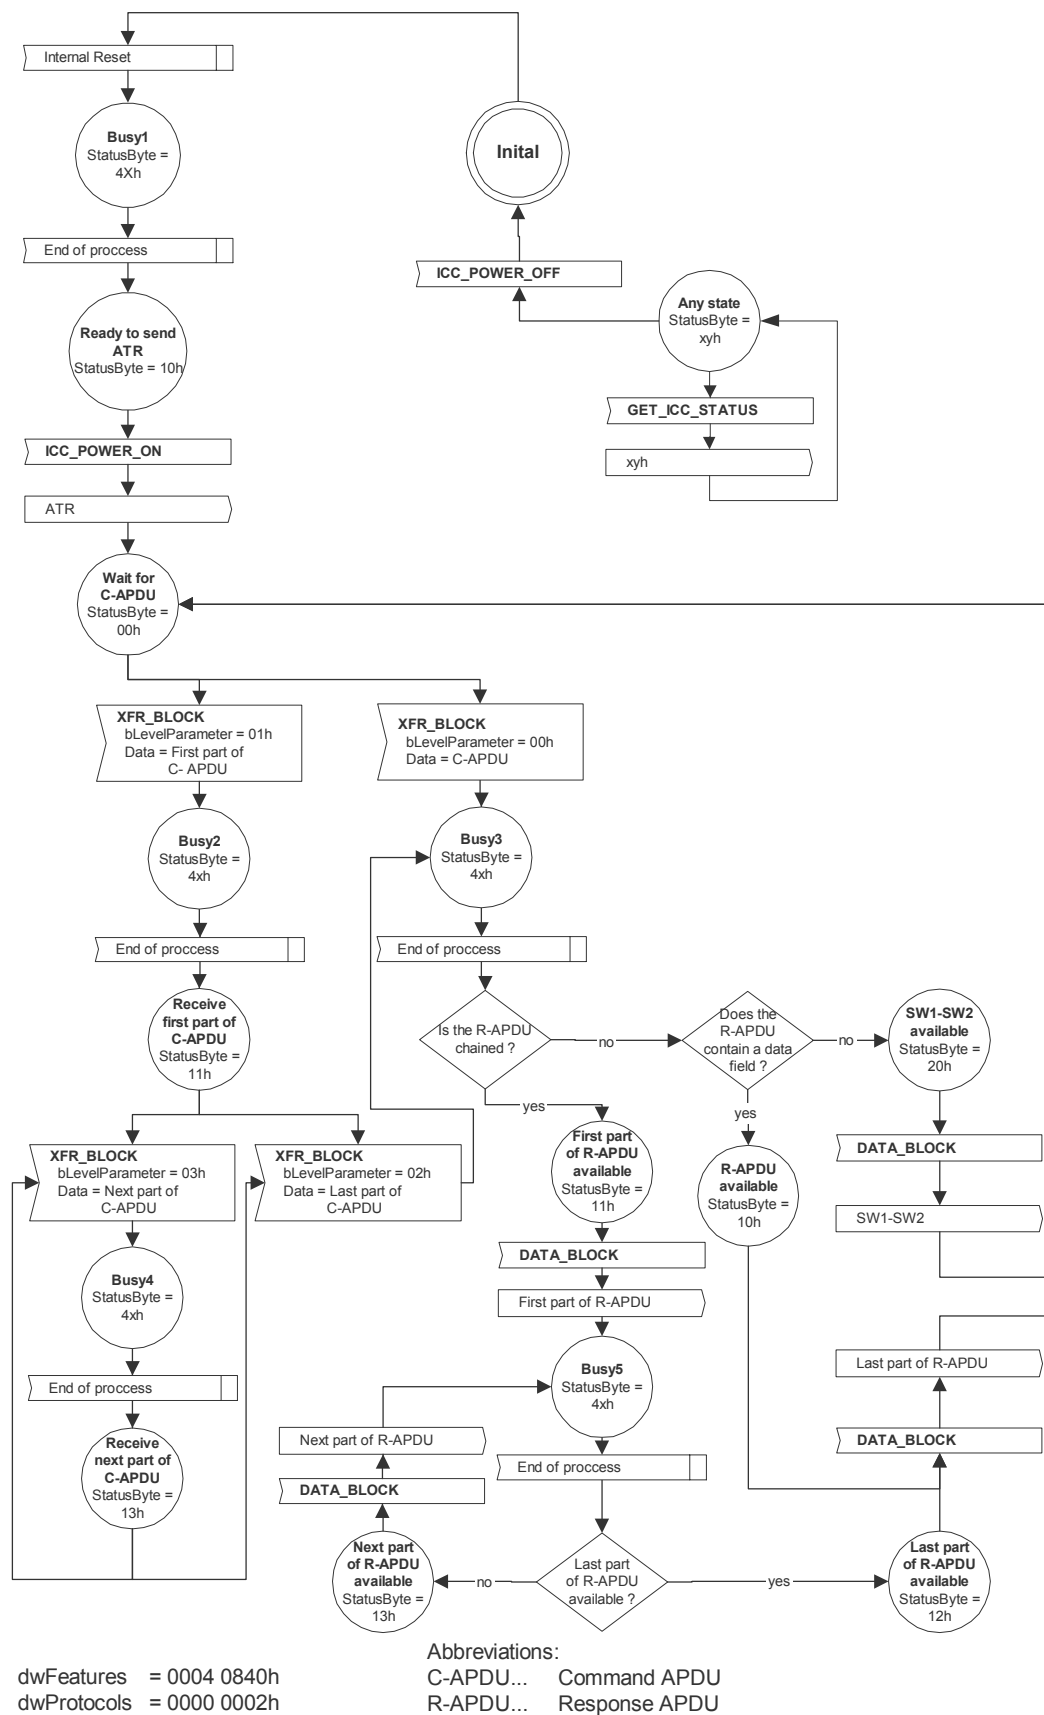 Internal Reset
Busy1
StatusByte =
4Xh
Inital
End of proccess
ICC_POWER_OFF
Any state
StatusByte =
xyh
Ready to send
ATR
StatusByte = 10h
GET_ICC_STATUS
ICC_POWER_ON
xyh
ATR
Wait for
C-APDU
StatusByte =
00h
XFR_BLOCK
bLevelParameter = 01h
Data = First part of
C- APDU
XFR_BLOCK
bLevelParameter = 00h
Data = C-APDU
Busy2
StatusByte =
4xh
Busy3
StatusByte =
4xh
End of proccess
End of proccess
Receive
first part of
C-APDU
StatusByte =
11h
Is the R-APDU
chained ?
no
Does the
R-APDU
contain a data
field ?
no
SW1-SW2
available
StatusByte =
20h
yes
yes
XFR_BLOCK
bLevelParameter = 03h
Data = Next part of
C-APDU
XFR_BLOCK
bLevelParameter = 02h
Data = Last part of
C-APDU
First part
of R-APDU
available
StatusByte =
11h
R-APDU
available
StatusByte =
10h
DATA_BLOCK
SW1-SW2
DATA_BLOCK
Busy4
StatusByte =
4xh
First part of R-APDU
Busy5
StatusByte =
4xh
Last part of R-APDU
End of proccess
Next part of R-APDU
DATA_BLOCK
Receive
next part of
C-APDU
StatusByte =
13h
End of proccess
DATA_BLOCK
Next part
of R-APDU
available
StatusByte =
13h
no
Last part
of R-APDU
available ?
yes
Last part
of R-APDU
available
StatusByte =
12h
Abbreviations:
dwFeatures = 0004 0840h
C-APDU... Command APDU
dwProtocols = 0000 0002h
R-APDU... Response APDU